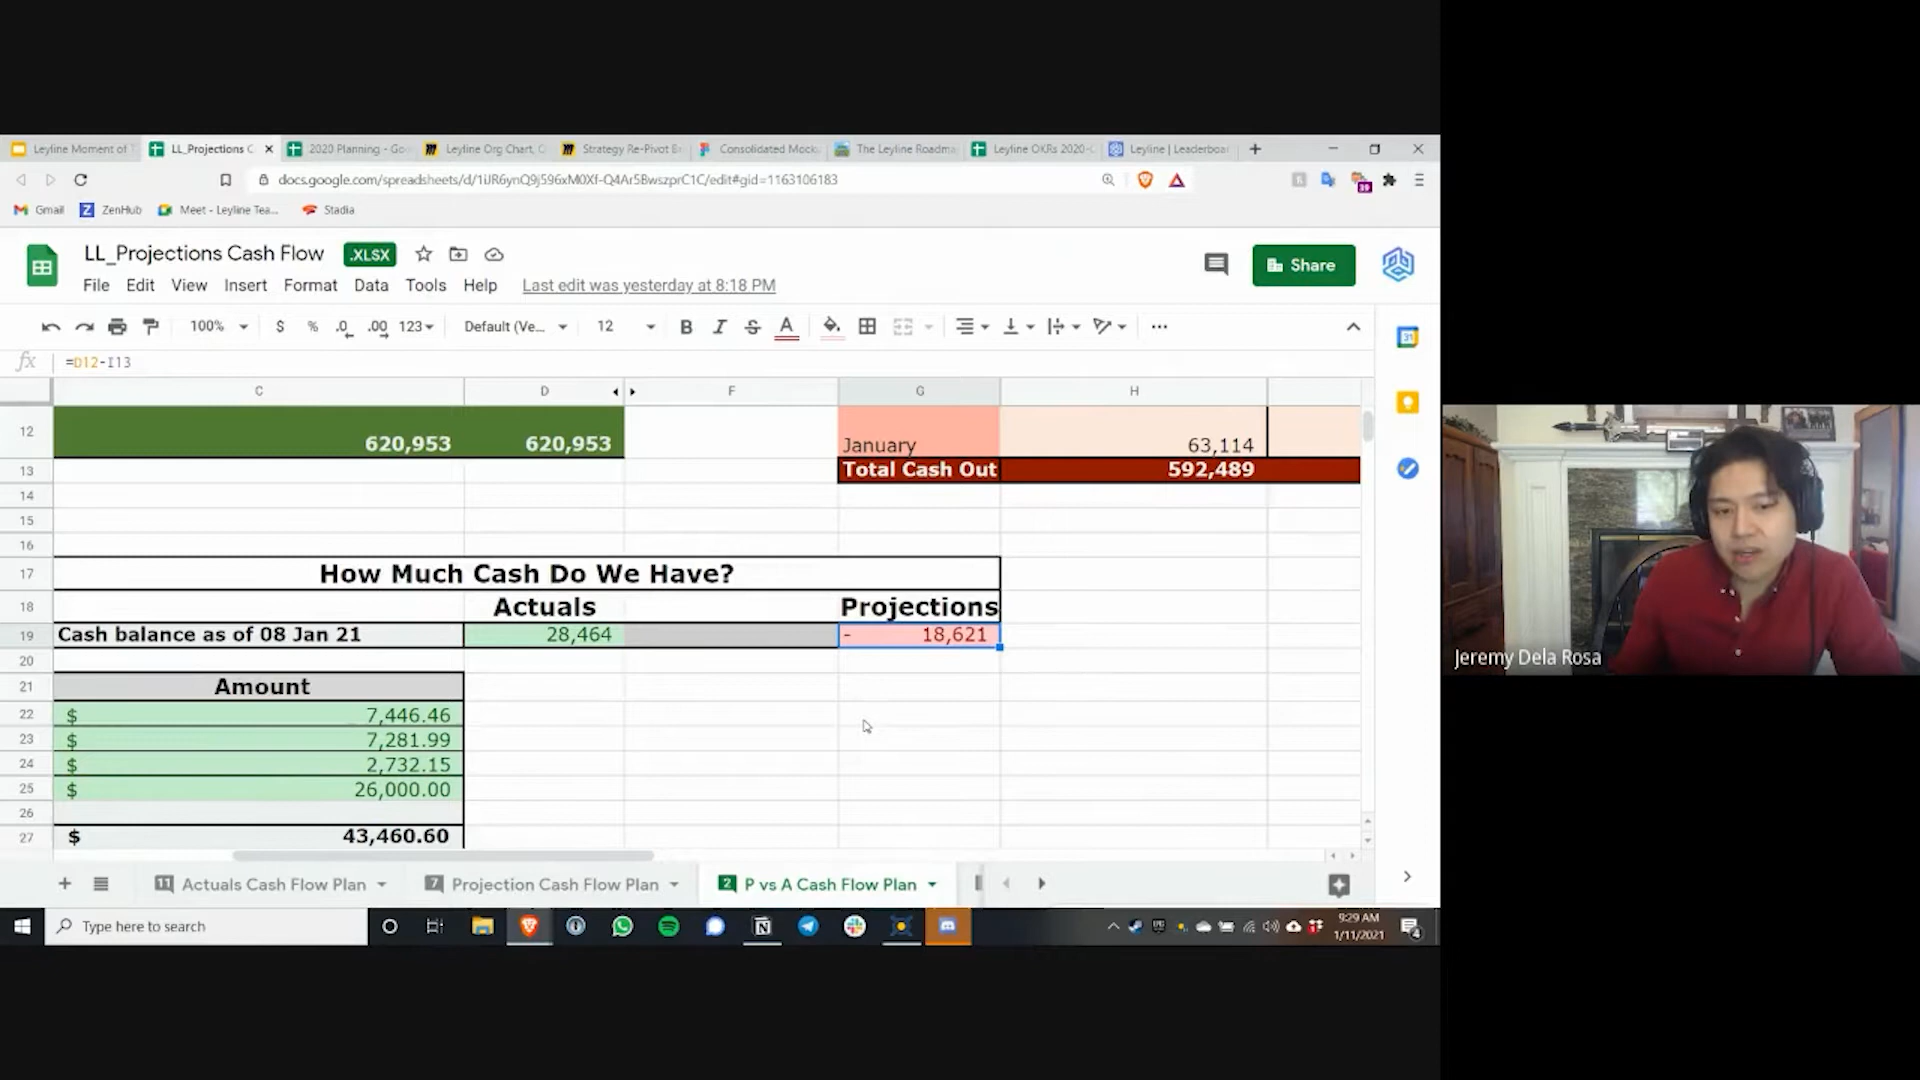 Leyline Moment of T
LL_Projections C
2020 Planning - Goo
Leyline Org Chart, O
Strategy Re-Pivot B
Consolidated Mock
The Leyline Roadma
Leyline OKRs 2020-
Leyline | Leaderboar
docs.google.com/spreadsheets/d/1iJR6ynQ9j596xM0Xf-Q4Ar5BwszprC1C/edit#gid=1163106183
Gmail
ZenHub
Meet - Leyline Tea...
Stadia
LL_Projections Cash Flow
.XLSX
Share
File Edit View Insert Format Data Tools Help
Last edit was yesterday at 8:18 PM
100% $ % .0 .00 123 Default (Ve... 12 B I S A
fx =D12-I13
C D F G H
12 620,953 620,953 January 63,114
13 Total Cash Out 592,489
14
15
16
17 How Much Cash Do We Have?
18 Actuals Projections
19 Cash balance as of 08 Jan 21 28,464 - 18,621
20
21 Amount
22 $ 7,446.46
23 $ 7,281.99
24 $ 2,732.15
25 $ 26,000.00
26
27 $ 43,460.60
11 Actuals Cash Flow Plan
7 Projection Cash Flow Plan
2 P vs A Cash Flow Plan
Type here to search
9:29 AM
1/11/2021
4
31
Jeremy Dela Rosa